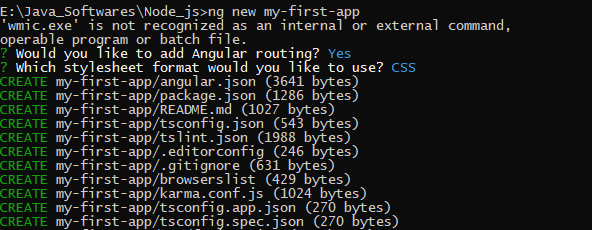 E:\Java_Softwares\Node_js>ng new my-first-app
'wmic.exe' is not recognized as an internal or external command,
operable program or batch file.
? Would you like to add Angular routing? Yes
? Which stylesheet format would you like to use? CSS
CREATE my-first-app/angular.json (3641 bytes)
CREATE my-first-app/package.json (1286 bytes)
CREATE my-first-app/README.md (1027 bytes)
CREATE my-first-app/tsconfig.json (543 bytes)
CREATE my-first-app/tslint.json (1988 bytes)
CREATE my-first-app/.editorconfig (246 bytes)
CREATE my-first-app/.gitignore (631 bytes)
CREATE my-first-app/browserslist (429 bytes)
CREATE my-first-app/karma.conf.js (1024 bytes)
CREATE my-first-app/tsconfig.app.json (270 bytes)
CREATE my-first-app/tsconfig.spec.json (270 bytes)